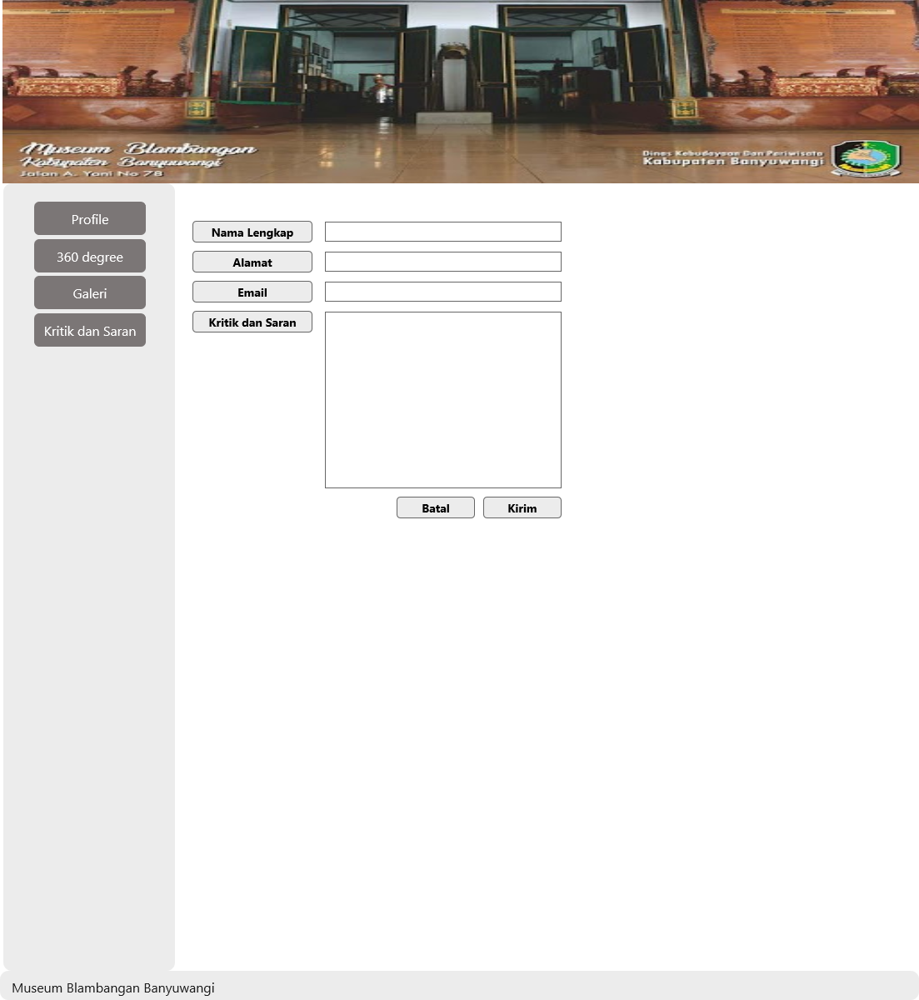 Museum Blambangan
Kabupaten Banyuwangi
Jalan A. Yani No 78
Dinas Kebudayaan Dan Pariwisata
Kabupaten Banyuwangi
Profile
360 degree
Galeri
Kritik dan Saran
Nama Lengkap
Alamat
Email
Kritik dan Saran
Batal
Kirim
Museum Blambangan Banyuwangi